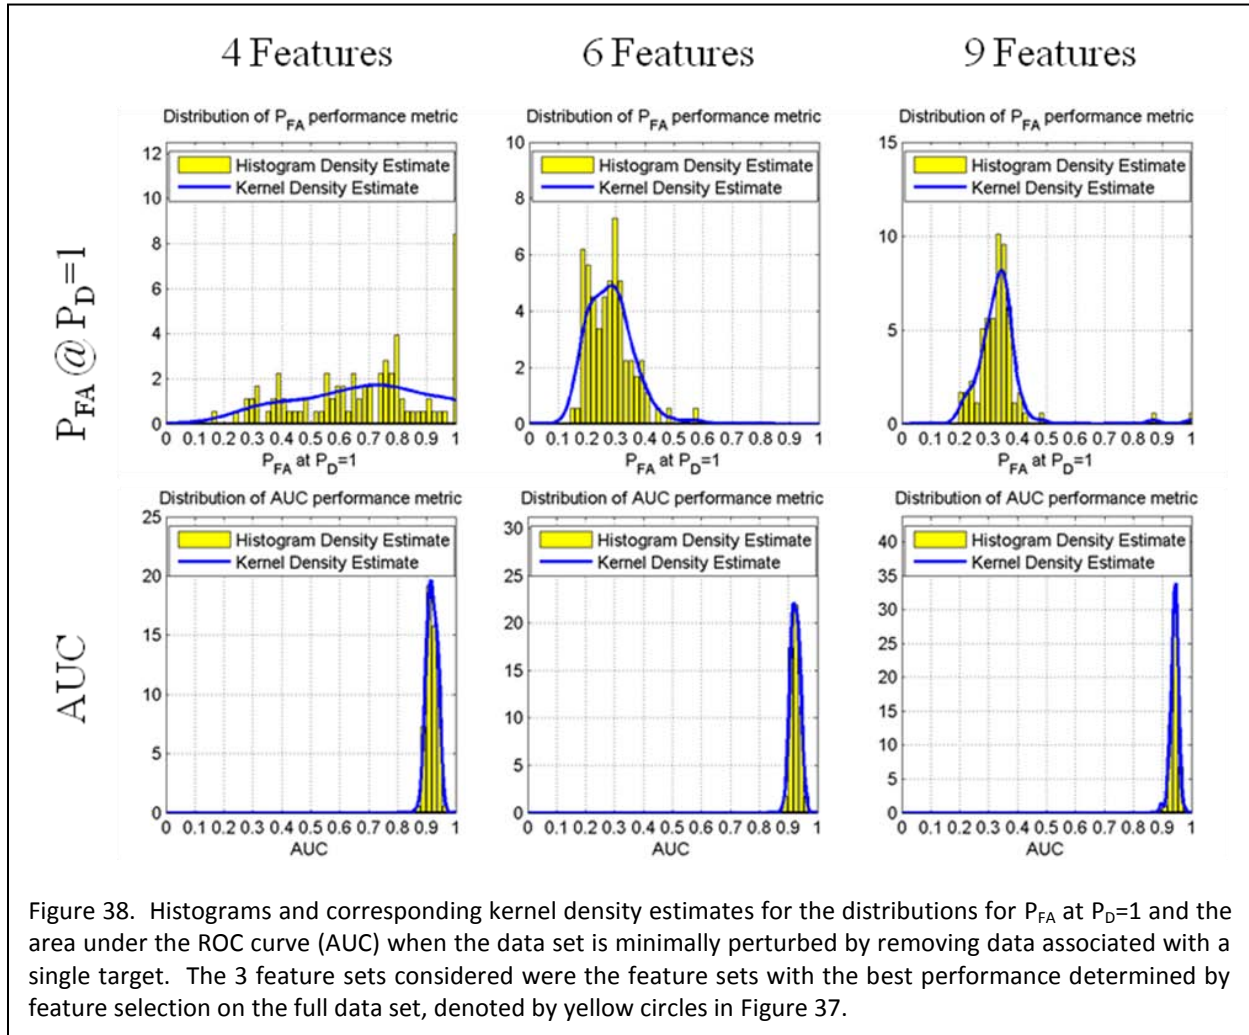 4 Features
6 Features
9 Features
P_FA @ P_D=1
Distribution of P_FA performance metric
Histogram Density Estimate
Kernel Density Estimate
12
10
8
6
4
2
0
0 0.1 0.2 0.3 0.4 0.5 0.6 0.7 0.8 0.9 1
P_FA at P_D=1
Distribution of P_FA performance metric
Histogram Density Estimate
Kernel Density Estimate
10
8
6
4
2
0
0 0.1 0.2 0.3 0.4 0.5 0.6 0.7 0.8 0.9 1
P_FA at P_D=1
Distribution of P_FA performance metric
Histogram Density Estimate
Kernel Density Estimate
15
10
5
0
0 0.1 0.2 0.3 0.4 0.5 0.6 0.7 0.8 0.9 1
P_FA at P_D=1
AUC
Distribution of AUC performance metric
Histogram Density Estimate
Kernel Density Estimate
25
20
15
10
5
0
0 0.1 0.2 0.3 0.4 0.5 0.6 0.7 0.8 0.9 1
AUC
Distribution of AUC performance metric
Histogram Density Estimate
Kernel Density Estimate
30
25
20
15
10
5
0
0 0.1 0.2 0.3 0.4 0.5 0.6 0.7 0.8 0.9 1
AUC
Distribution of AUC performance metric
Histogram Density Estimate
Kernel Density Estimate
40
35
30
25
20
15
10
5
0
0 0.1 0.2 0.3 0.4 0.5 0.6 0.7 0.8 0.9 1
AUC
Figure 38. Histograms and corresponding kernel density estimates for the distributions for P_FA at P_D=1 and the
area under the ROC curve (AUC) when the data set is minimally perturbed by removing data associated with a
single target. The 3 feature sets considered were the feature sets with the best performance determined by
feature selection on the full data set, denoted by yellow circles in Figure 37.